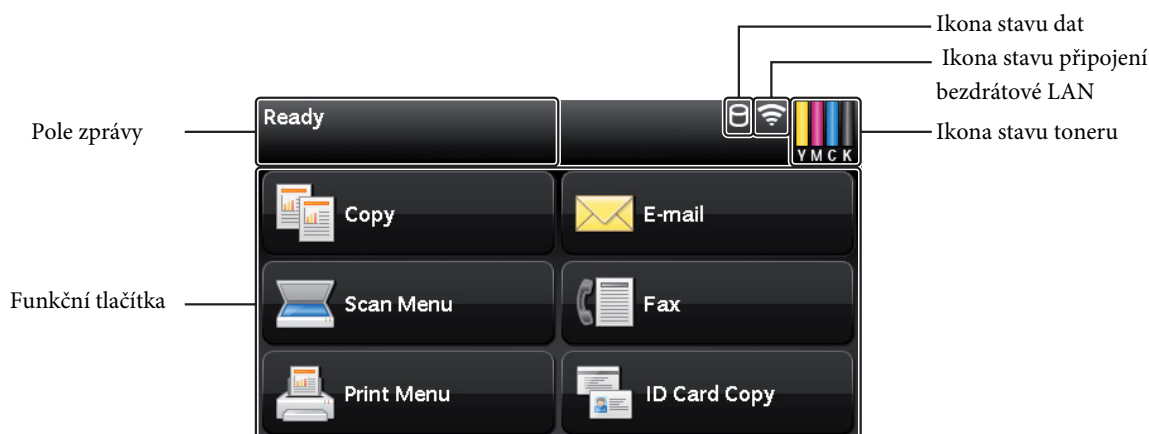 Ikona stavu dat
Ikona stavu připojení
bezdrátové LAN
Pole zprávy
Ready
Y M C K
Ikona stavu toneru
Copy
E-mail
Funkční tlačítka
Scan Menu
Fax
Print Menu
ID Card Copy